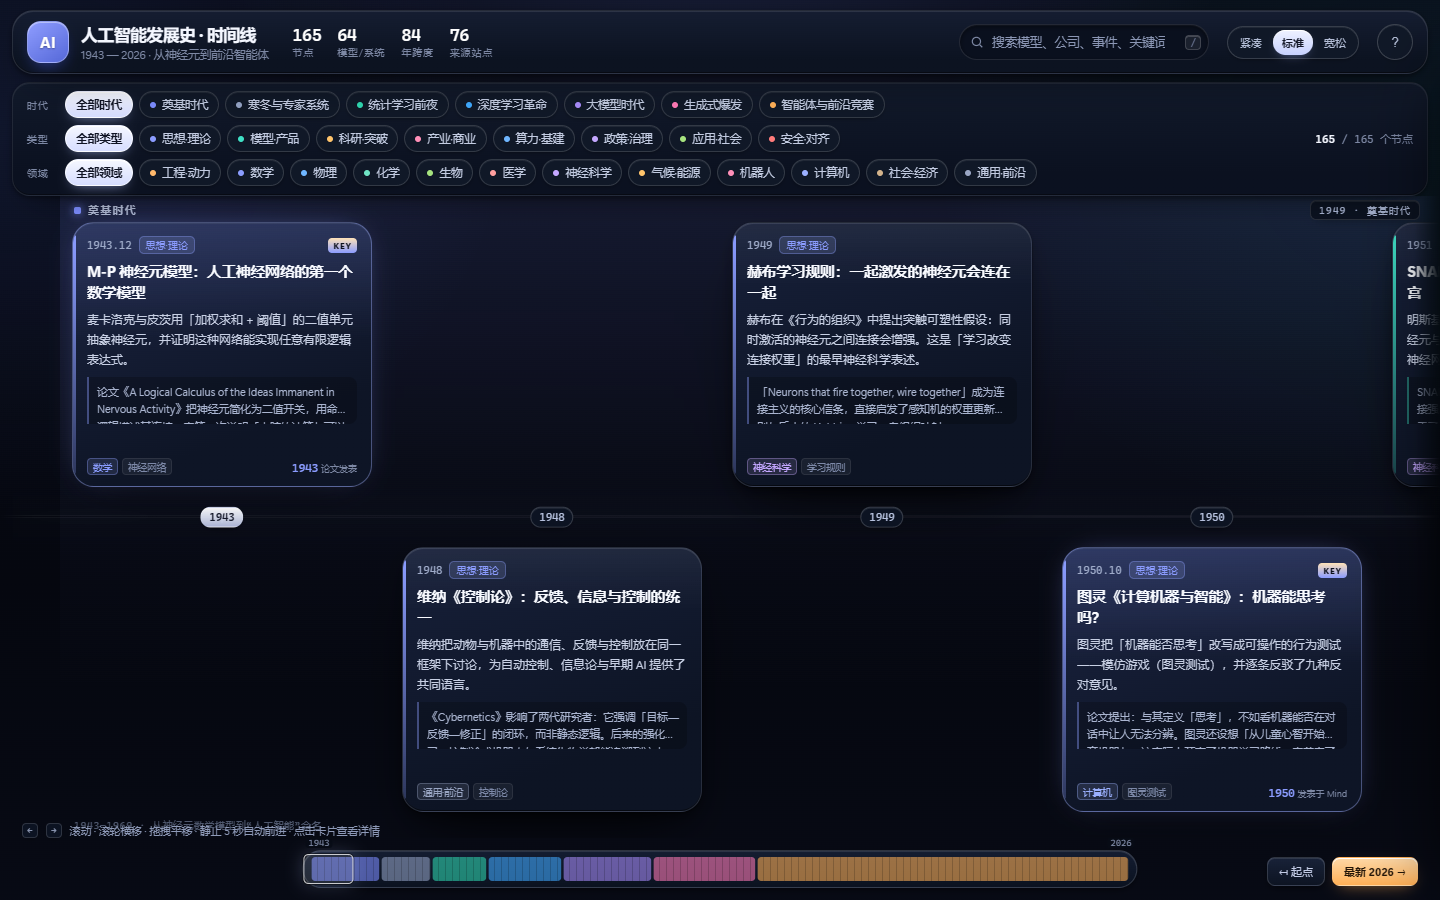 AI
人工智能发展史 · 时间线
1943 — 2026 · 从神经元到前沿智能体
165 节点
64 模型/系统
84 年跨度
76 来源站点
搜索模型、公司、事件、关键词 /
紧凑 标准 宽松 ?
时代 全部时代 奠基时代 寒冬与专家系统 统计学习前夜 深度学习革命 大模型时代 生成式爆发 智能体与前沿竞赛
类型 全部类型 思想·理论 模型·产品 科研·突破 产业·商业 算力·基建 政策·治理 应用·社会 安全·对齐
165 / 165 个节点
领域 全部领域 工程·动力 数学 物理 化学 生物 医学 神经科学 气候·能源 机器人 计算机 社会·经济 通用·前沿
奠基时代
1949 · 奠基时代
1943.12 思想·理论 KEY
M-P 神经元模型：人工神经网络的第一个
数学模型
麦卡洛克与皮茨用「加权求和 + 阈值」的二值单元
抽象神经元，并证明这种网络能实现任意有限逻辑
表达式。
论文《A Logical Calculus of the Ideas Immanent in
Nervous Activity》把神经元简化为二值开关，用命...
数学 神经网络
1943 论文发表
1949 思想·理论
赫布学习规则：一起激发的神经元会连在
一起
赫布在《行为的组织》中提出突触可塑性假设：同
时激活的神经元之间连接会增强。这是「学习改变
连接权重」的最早神经科学表述。
「Neurons that fire together, wire together」成为连
接主义的核心信条，直接启发了感知机的权重更新...
神经科学 学习规则
1951
SNA
宫
明斯
经元
神经
SNA
接强
神经
1943
1948
1949
1950
1948 思想·理论
维纳《控制论》：反馈、信息与控制的统
一
维纳把动物与机器中的通信、反馈与控制放在同一
框架下讨论，为自动控制、信息论与早期 AI 提供了
共同语言。
《Cybernetics》影响了两代研究者：它强调「目标—
反馈—修正」的闭环，而非静态逻辑。后来的强化...
通用·前沿 控制论
1950.10 思想·理论 KEY
图灵《计算机器与智能》：机器能思考
吗？
图灵把「机器能否思考」改写成可操作的行为测试
——模仿游戏（图灵测试），并逐条反驳了九种反
对意见。
论文提出：与其定义「思考」，不如看机器能否在对
话中让人无法分辨。图灵还设想「从儿童心智开始...
计算机 图灵测试
1950 发表于 Mind
1943–1960 · 从神经元数学模型到"人工智能"命名
← → 滚动 · 滚轮横移 · 拖拽平移 · 静止 5 秒自动前进 · 点击卡片查看详情
1943
2026
↤ 起点
最新 2026 →